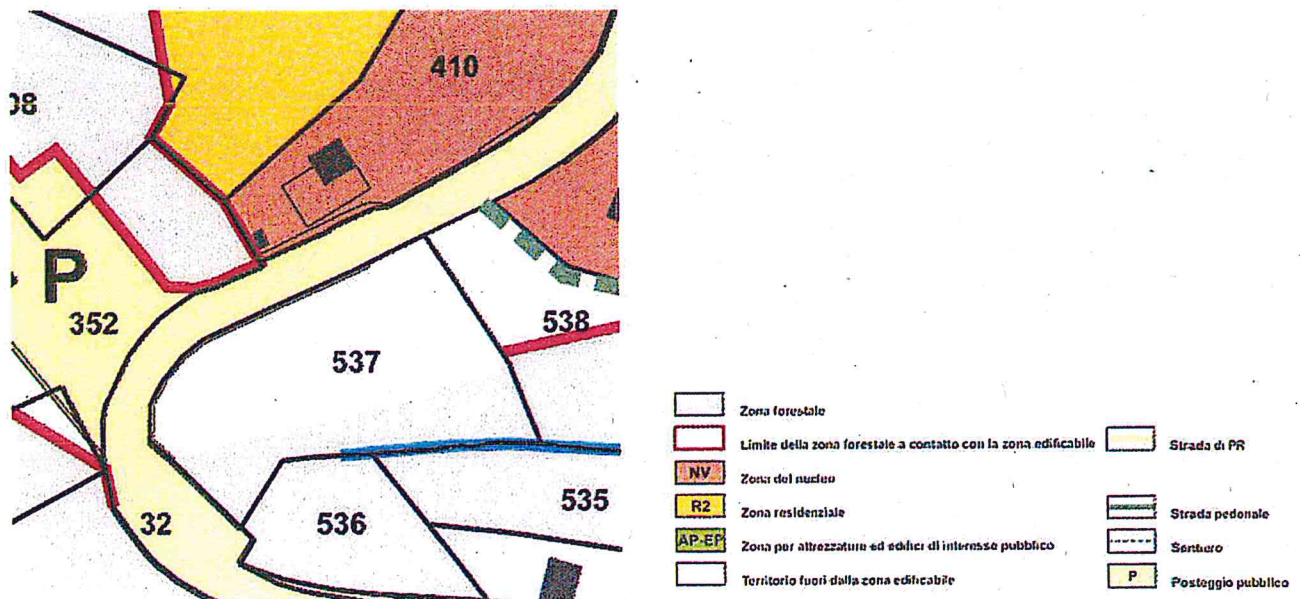 410
08
P
352
537
538
32
536
535
Zona forestale
Limite della zona forestale a contatto con la zona edificabile
NV Zona del nucleo
R2 Zona residenziale
AP-EP Zona per attrezzature ed edifici di interesse pubblico
Territorio fuori dalla zona edificabile
Strada di PR
Strada pedonale
Sentiero
P Posteggio pubblico